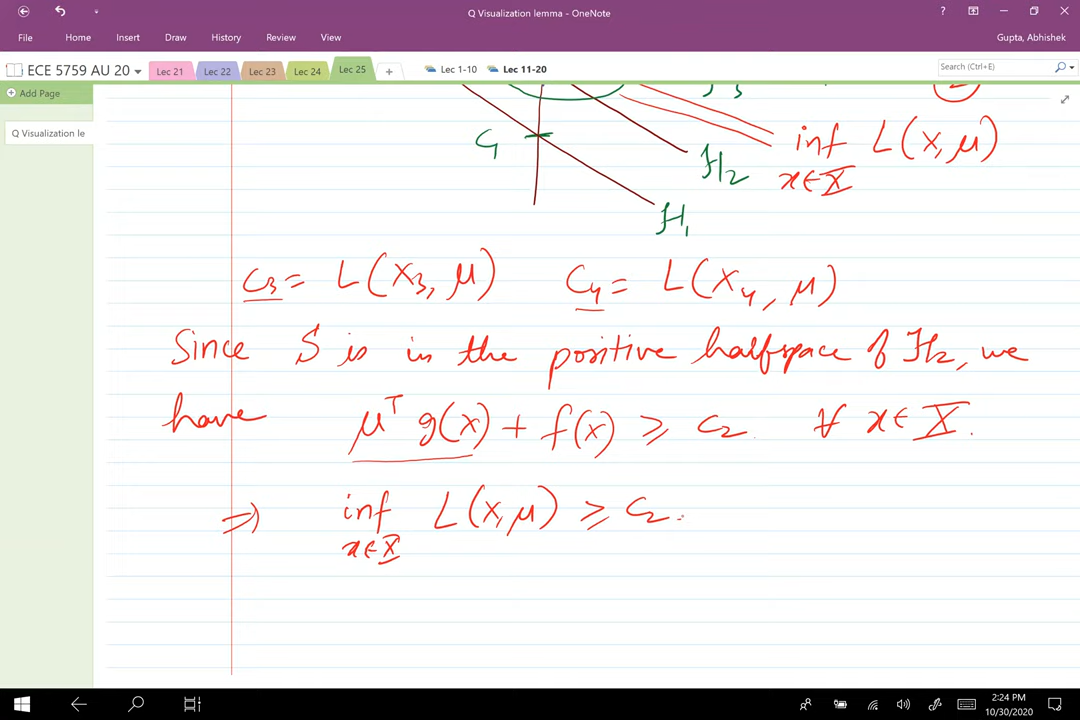 Q Visualization lemma - OneNote
File Home Insert Draw History Review View
Gupta, Abhishek
ECE 5759 AU 20 Lec 21 Lec 22 Lec 23 Lec 24 Lec 25 Lec 1-10 Lec 11-20
Search (Ctrl+E)
Add Page
Q Visualization le
inf L(x, μ)
x∈X
C₁
H₂
H₁
c₃ = L(x₃, μ) c₄ = L(x₄, μ)
Since S is in the positive halfspace of H₂, we
have μᵀ g(x) + f(x) ≥ c₂ ∀ x∈X.
⇒ inf L(x, μ) ≥ c₂.
x∈X
2:24 PM
10/30/2020